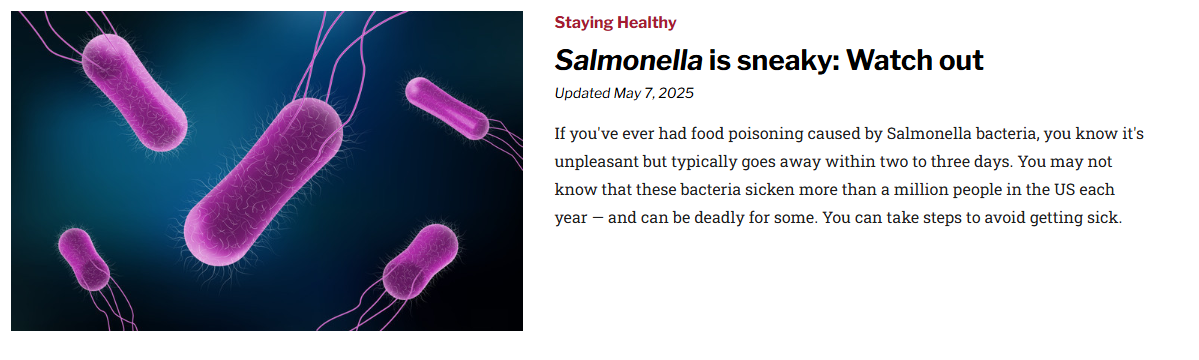 Staying Healthy
Salmonella is sneaky: Watch out
Updated May 7, 2025
If you've ever had food poisoning caused by Salmonella bacteria, you know it's
unpleasant but typically goes away within two to three days. You may not
know that these bacteria sicken more than a million people in the US each
year — and can be deadly for some. You can take steps to avoid getting sick.